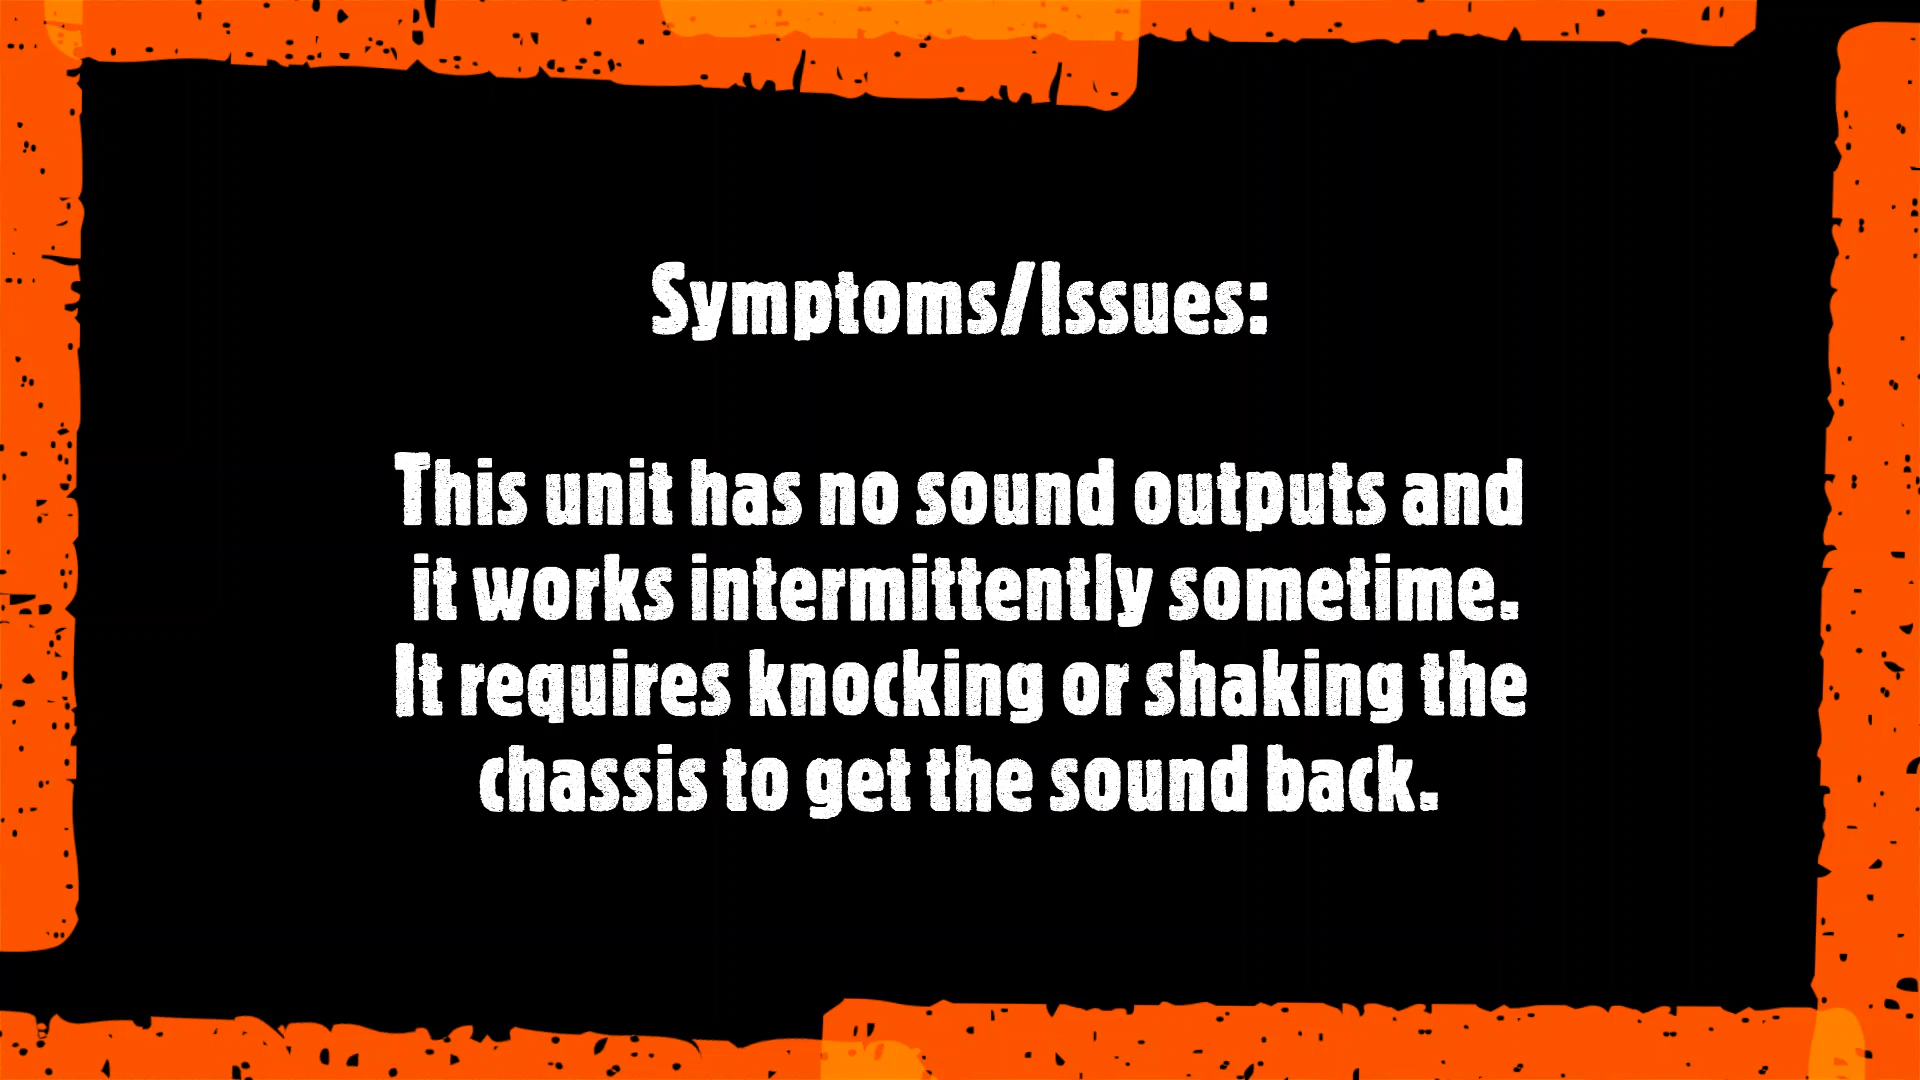 Symptoms/Issues:
This unit has no sound outputs and
it works intermittently sometime.
It requires knocking or shaking the
chassis to get the sound back.